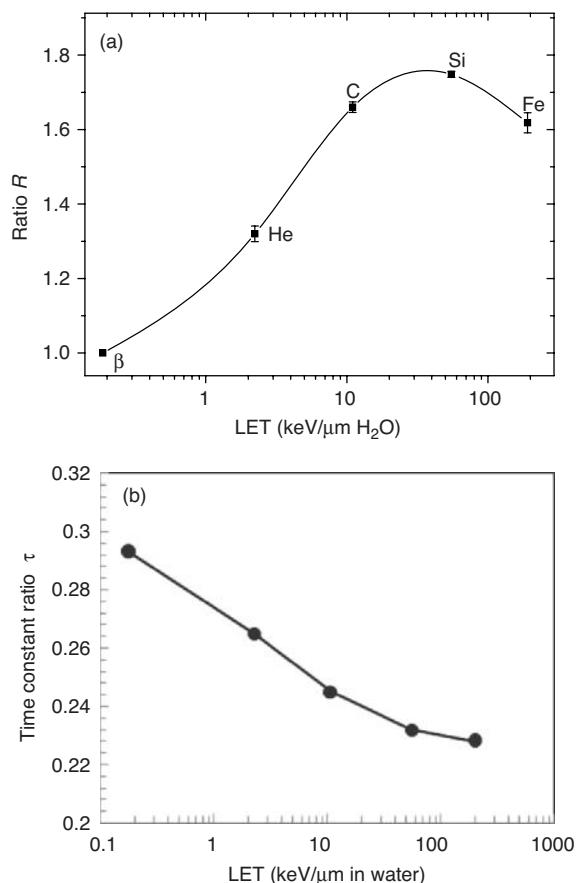 (a)
1.8
1.6
1.4
1.2
1.0
Ratio R
C
Si
Fe
He
β
1
10
100
LET (keV/μm H₂O)
(b)
0.32
0.3
0.28
0.26
0.24
0.22
0.2
Time constant ratio τ
0.1
1
10
100
1000
LET (keV/μm in water)